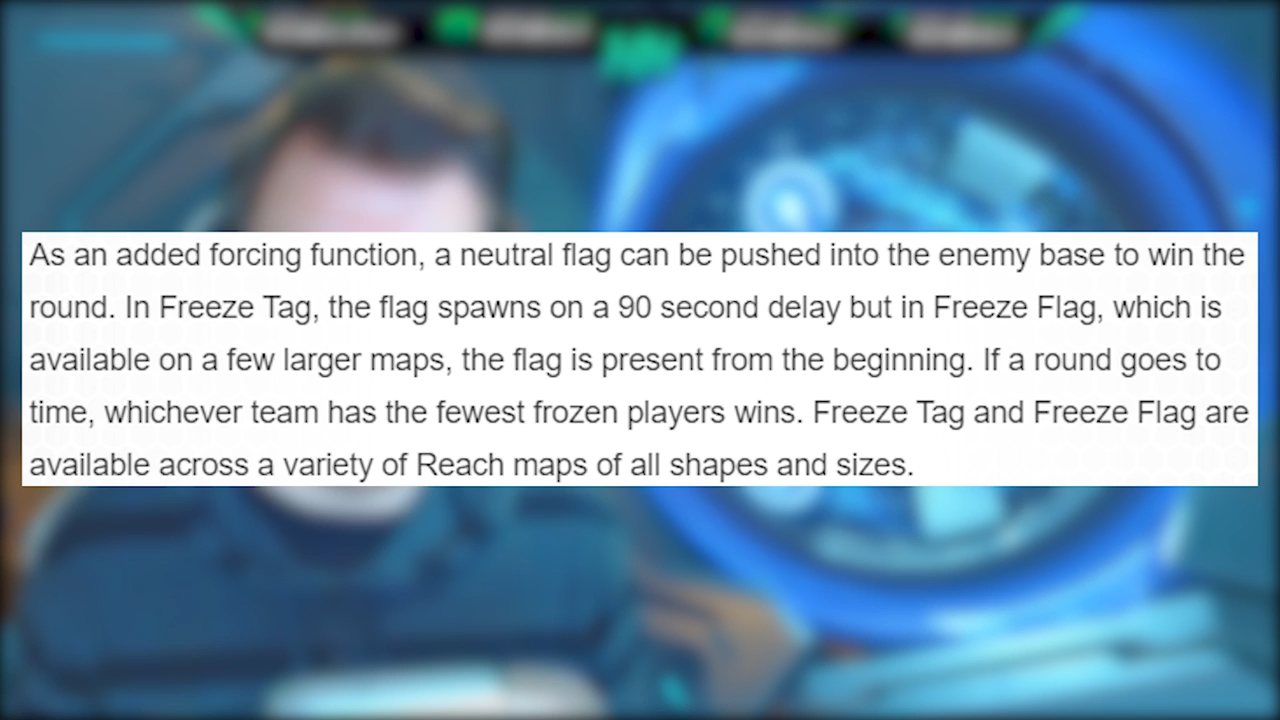 As an added forcing function, a neutral flag can be pushed into the enemy base to win the
round. In Freeze Tag, the flag spawns on a 90 second delay but in Freeze Flag, which is
available on a few larger maps, the flag is present from the beginning. If a round goes to
time, whichever team has the fewest frozen players wins. Freeze Tag and Freeze Flag are
available across a variety of Reach maps of all shapes and sizes.